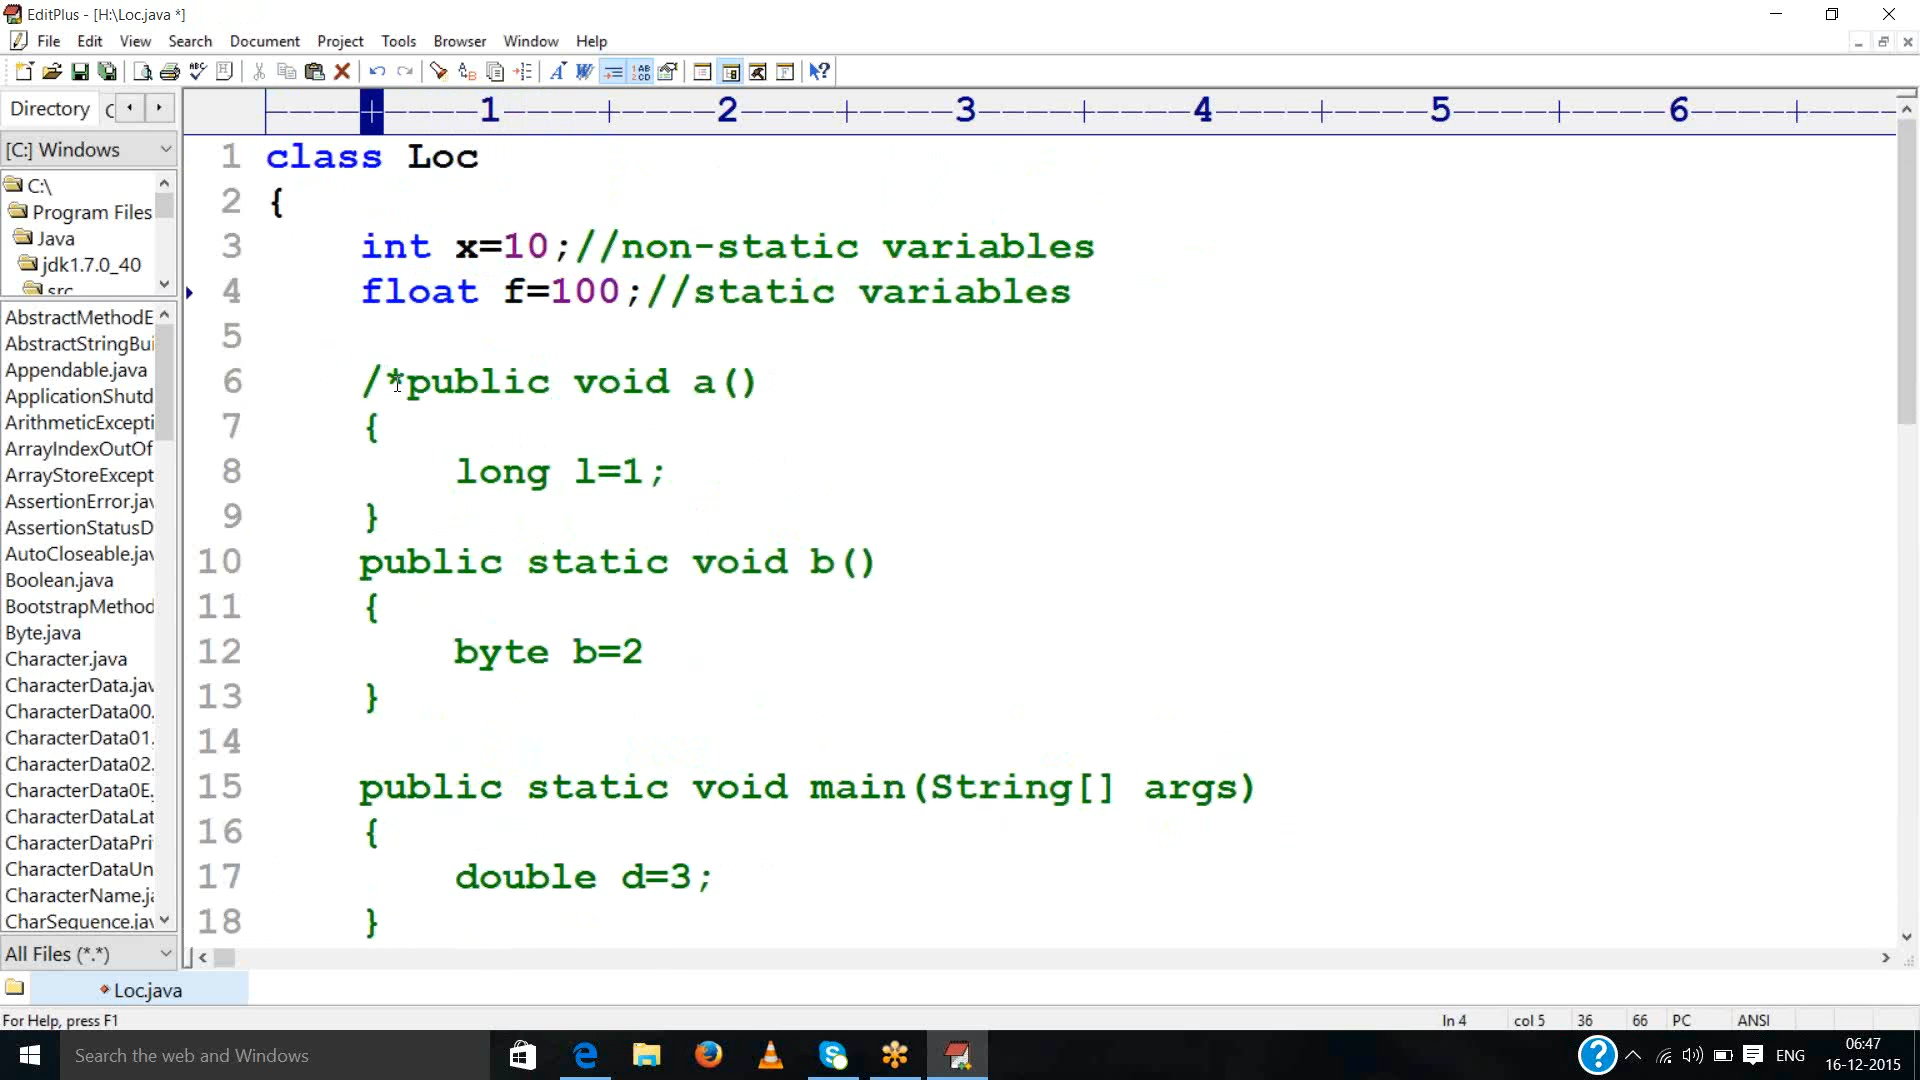 EditPlus - [H:\Loc.java *]
File Edit View Search Document Project Tools Browser Window Help
Directory C
[C:] Windows
C:\
Program Files
Java
jdk1.7.0_40
src
AbstractMethodE
AbstractStringBui
Appendable.java
ApplicationShutd
ArithmeticExcepti
ArrayIndexOutOf
ArrayStoreExcept
AssertionError.jav
AssertionStatusD
AutoCloseable.jav
Boolean.java
BootstrapMethod
Byte.java
Character.java
CharacterData.jav
CharacterData00.
CharacterData01.
CharacterData02.
CharacterData0E.
CharacterDataLat
CharacterDataPri
CharacterDataUn
CharacterName.ja
CharSequence.jav
All Files (*.*)
1 2 3 4 5 6
1 class Loc
2 {
3 int x=10;//non-static variables
4 float f=100;//static variables
5
6 /*public void a()
7 {
8 long l=1;
9 }
10 public static void b()
11 {
12 byte b=2
13 }
14
15 public static void main(String[] args)
16 {
17 double d=3;
18 }
Loc.java
For Help, press F1 ln 4 col 5 36 66 PC ANSI
Search the web and Windows
ENG
06:47
16-12-2015